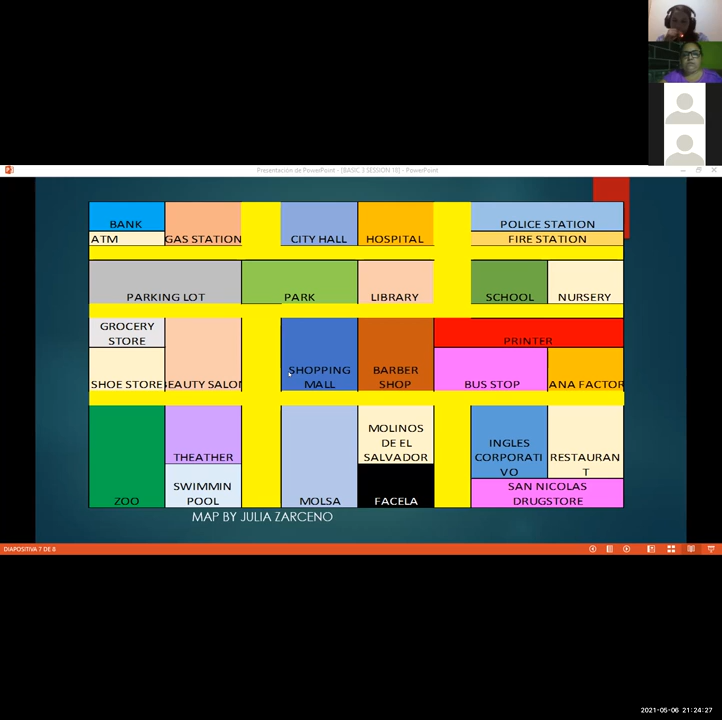 Presentación de PowerPoint - [BASIC 3 SESSION 18] - PowerPoint
BANK
ATM
GAS STATION
CITY HALL
HOSPITAL
POLICE STATION
FIRE STATION
PARKING LOT
PARK
LIBRARY
SCHOOL
NURSERY
GROCERY
STORE
SHOE STORE
BEAUTY SALON
SHOPPING
MALL
BARBER
SHOP
PRINTER
BUS STOP
ANA FACTOR
ZOO
THEATHER
SWIMMIN
POOL
MOLSA
MOLINOS
DE EL
SALVADOR
FACELA
INGLES
CORPORATI
VO
RESTAURAN
T
SAN NICOLAS
DRUGSTORE
MAP BY JULIA ZARCENO
DIAPOSITIVA 7 DE 8
2021-05-06 21:24:27